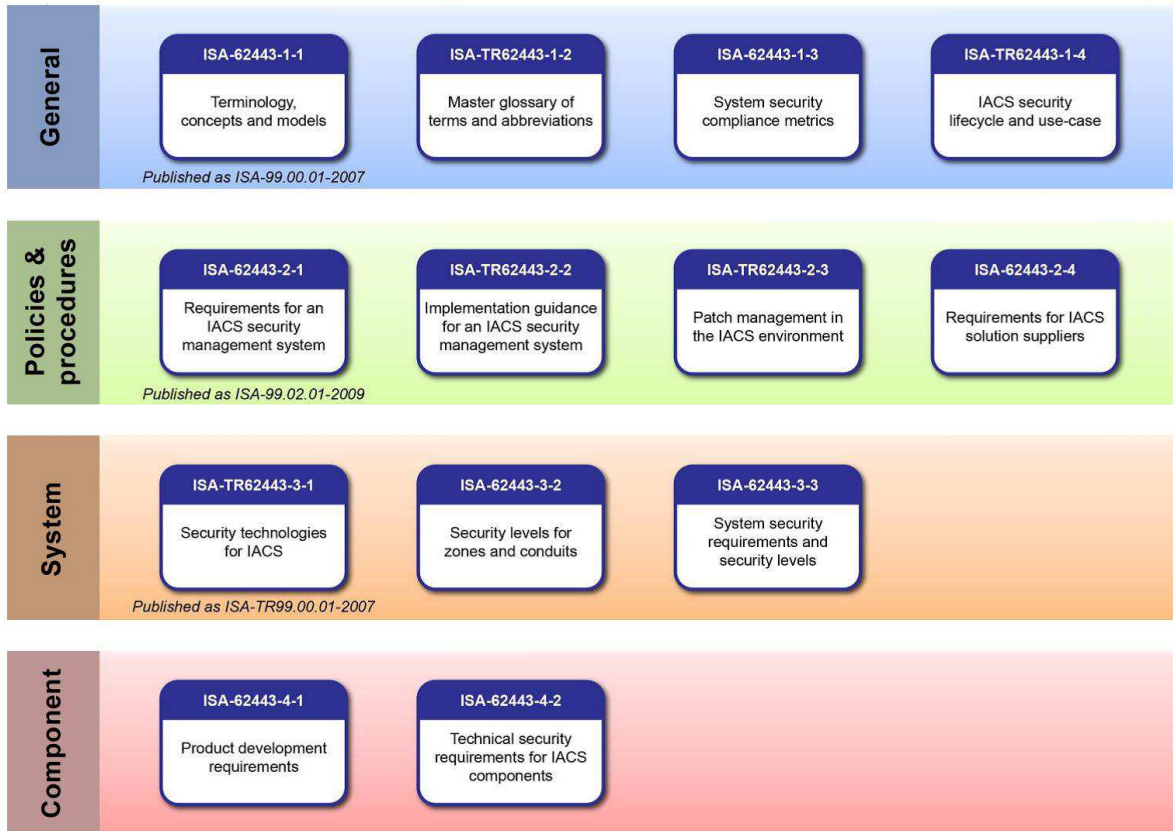 General
ISA-62443-1-1
Terminology,
concepts and models
Published as ISA-99.00.01-2007
ISA-TR62443-1-2
Master glossary of
terms and abbreviations
ISA-62443-1-3
System security
compliance metrics
ISA-TR62443-1-4
IACS security
lifecycle and use-case
Policies &
procedures
ISA-62443-2-1
Requirements for an
IACS security
management system
Published as ISA-99.02.01-2009
ISA-TR62443-2-2
Implementation guidance
for an IACS security
management system
ISA-TR62443-2-3
Patch management in
the IACS environment
ISA-62443-2-4
Requirements for IACS
solution suppliers
System
ISA-TR62443-3-1
Security technologies
for IACS
Published as ISA-TR99.00.01-2007
ISA-62443-3-2
Security levels for
zones and conduits
ISA-62443-3-3
System security
requirements and
security levels
Component
ISA-62443-4-1
Product development
requirements
ISA-62443-4-2
Technical security
requirements for IACS
components